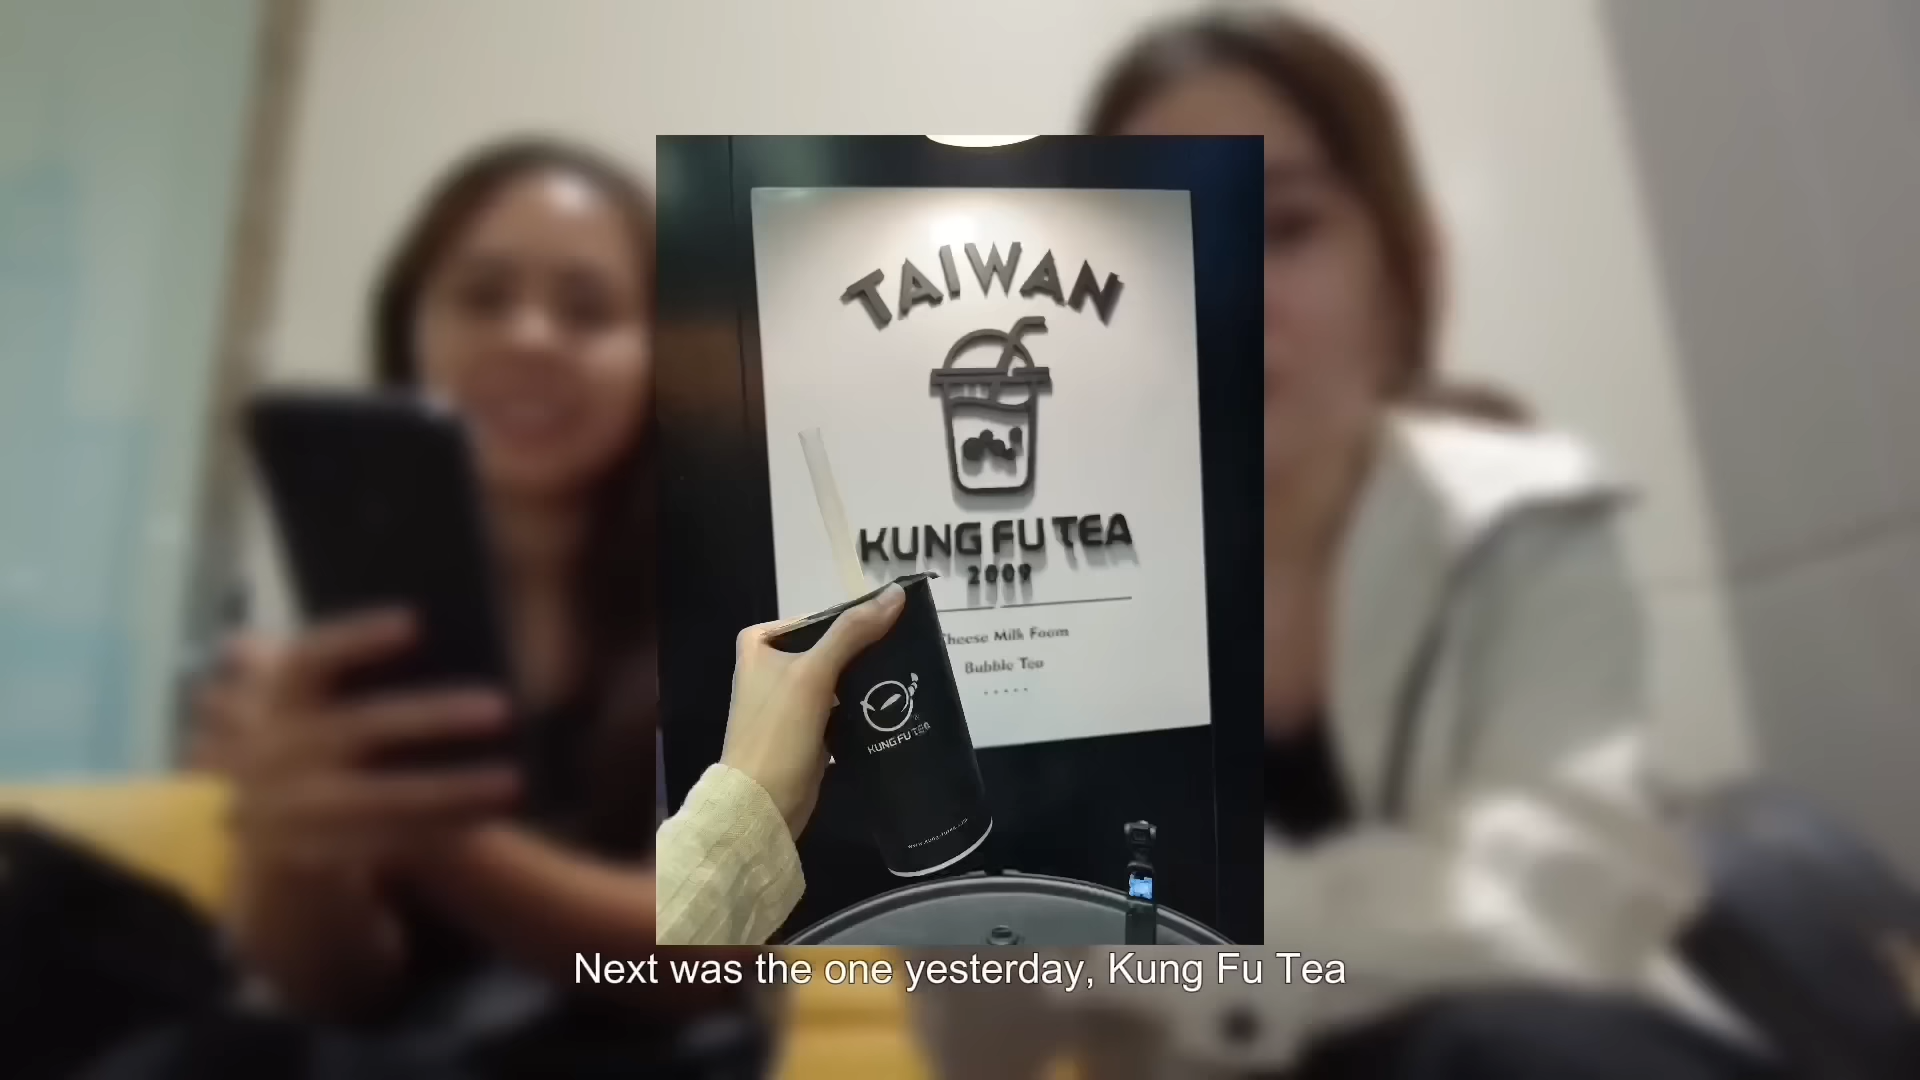 TAIWAN
KUNG FU TEA
2009
Cheese Milk Foam
Bubble Tea
KUNG FU TEA
Next was the one yesterday, Kung Fu Tea